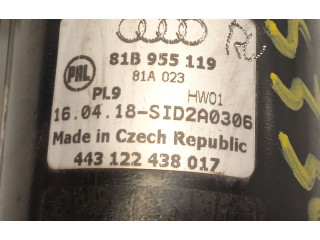 81B 955 119
PAL
81A 023
PL9 HW01
16.04.18-SID2A0306
Made in Czech Republic
443 122 438 017